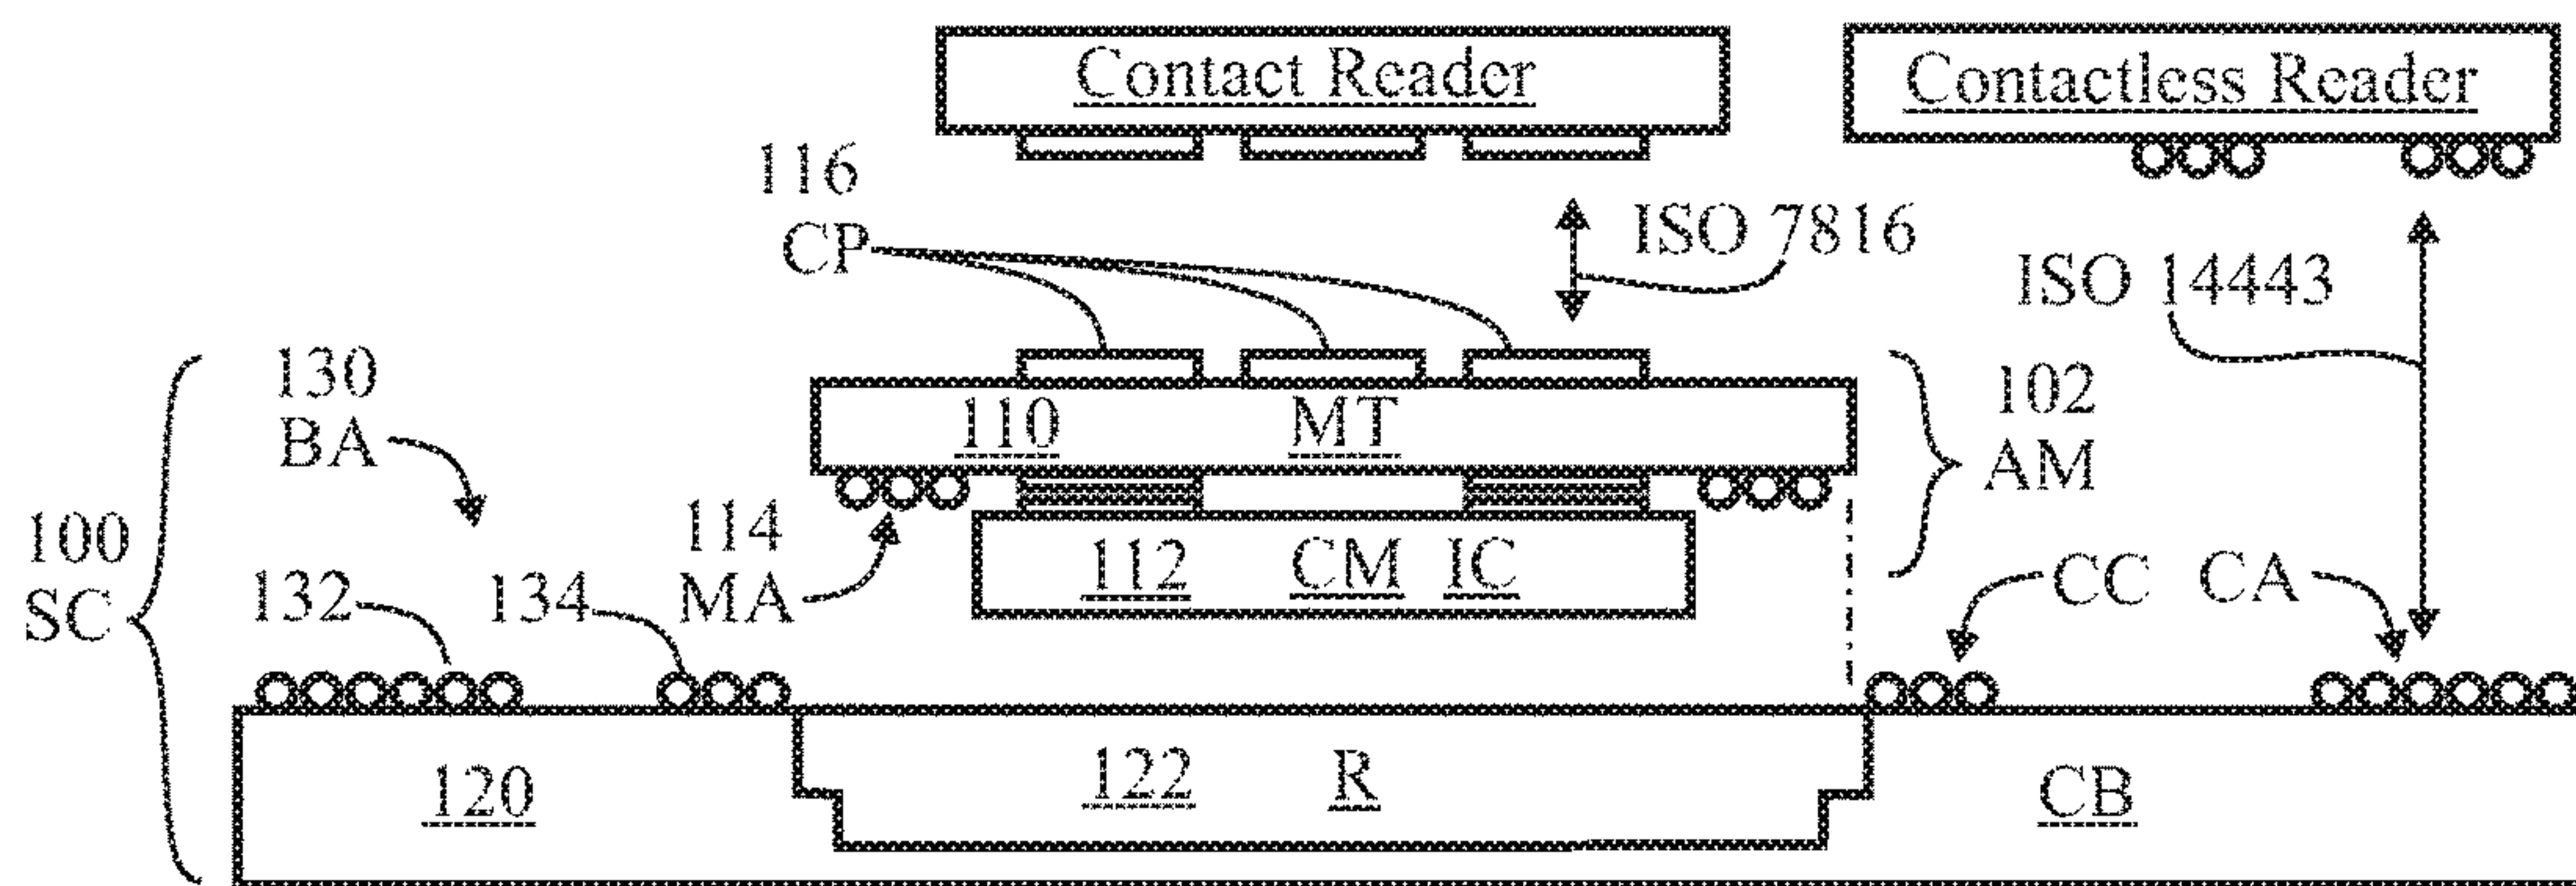 Contact Reader
Contactless Reader
116
CP
ISO 7816
ISO 14443
130
BA
110 MT
102
AM
100
SC
132
134
114
MA
112 CM IC
CC CA
120
122 R
CB